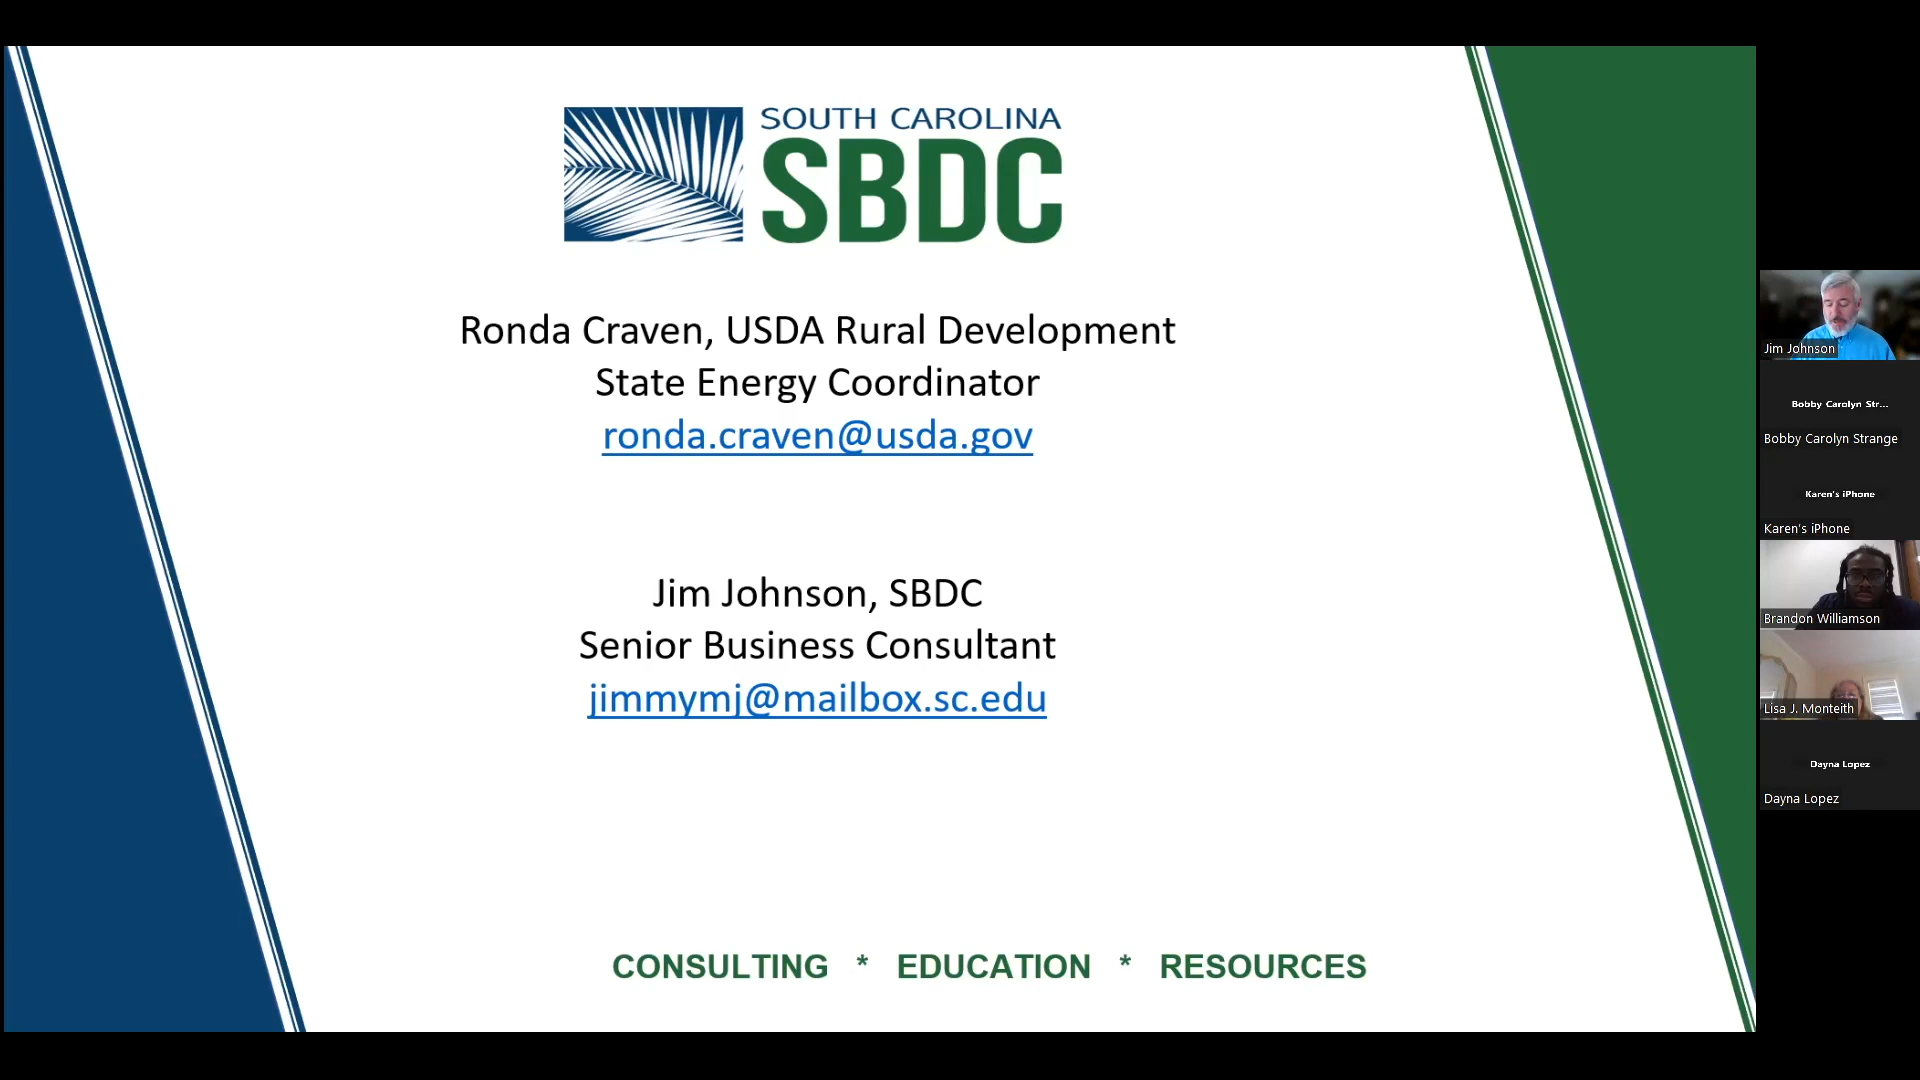 SOUTH CAROLINA
SBDC
Ronda Craven, USDA Rural Development
State Energy Coordinator
ronda.craven@usda.gov
Jim Johnson, SBDC
Senior Business Consultant
jimmymj@mailbox.sc.edu
CONSULTING * EDUCATION * RESOURCES
Jim Johnson
Bobby Carolyn Str...
Bobby Carolyn Strange
Karen's iPhone
Karen's iPhone
Brandon Williamson
Lisa J. Monteith
Dayna Lopez
Dayna Lopez